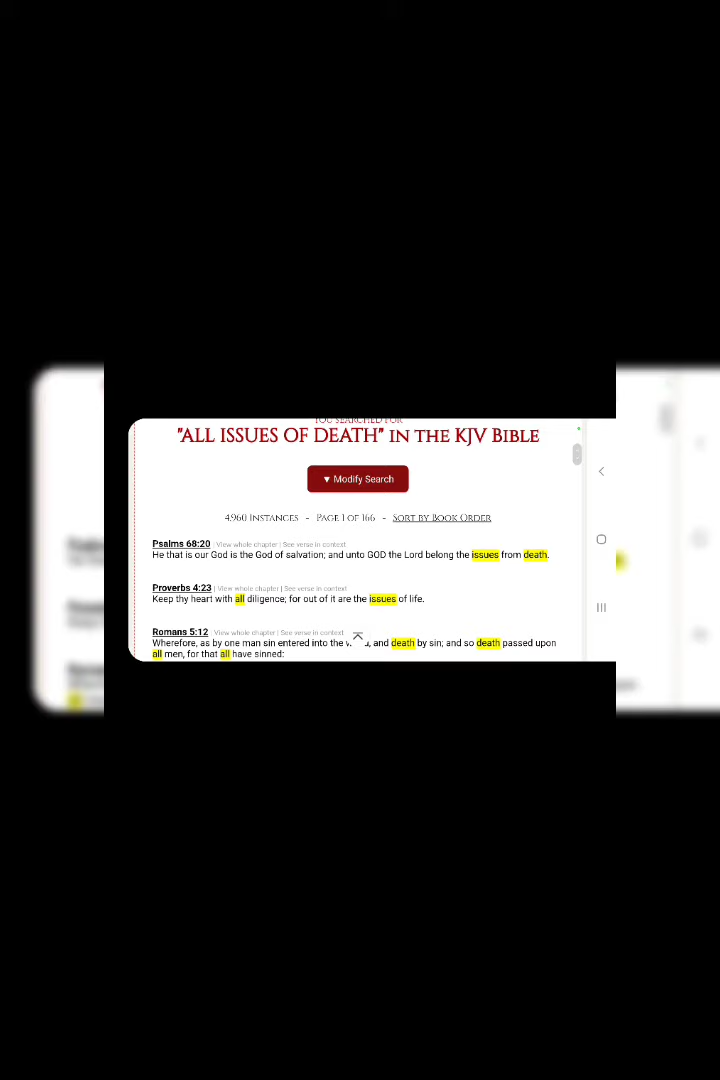 YOU SEARCHED FOR
"ALL ISSUES OF DEATH" IN THE KJV BIBLE
▼ Modify Search
4,960 INSTANCES - PAGE 1 OF 166 - SORT BY BOOK ORDER
Psalms 68:20 | View whole chapter | See verse in context
He that is our God is the God of salvation; and unto GOD the Lord belong the issues from death.
Proverbs 4:23 | View whole chapter | See verse in context
Keep thy heart with all diligence; for out of it are the issues of life.
Romans 5:12 | View whole chapter | See verse in context
Wherefore, as by one man sin entered into the and death by sin; and so death passed upon
all men, for that all have sinned: